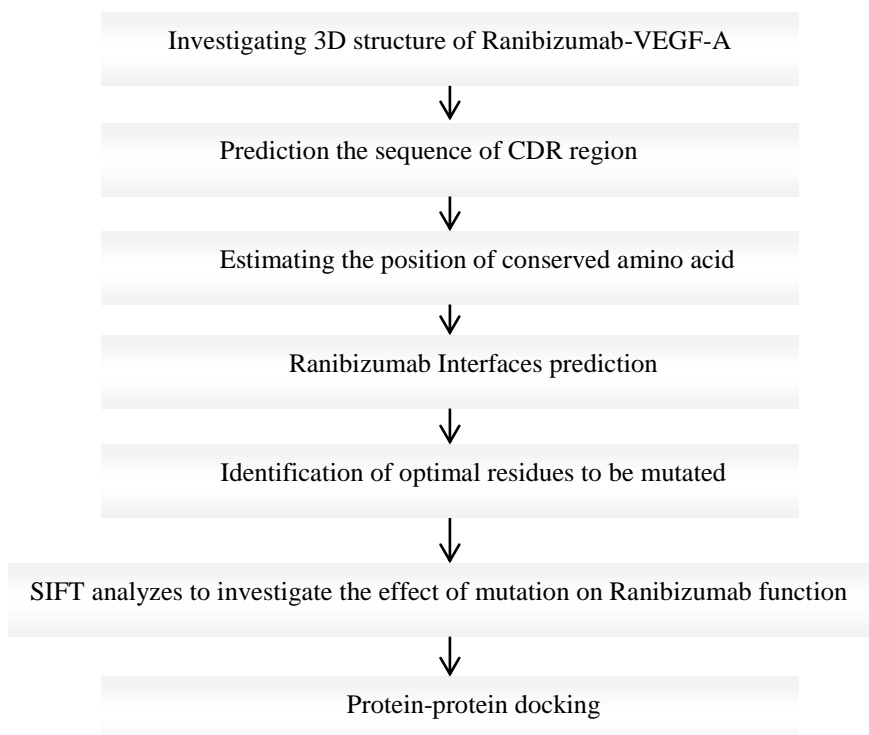 Investigating 3D structure of Ranibizumab-VEGF-A
Prediction the sequence of CDR region
Estimating the position of conserved amino acid
Ranibizumab Interfaces prediction
Identification of optimal residues to be mutated
SIFT analyzes to investigate the effect of mutation on Ranibizumab function
Protein-protein docking